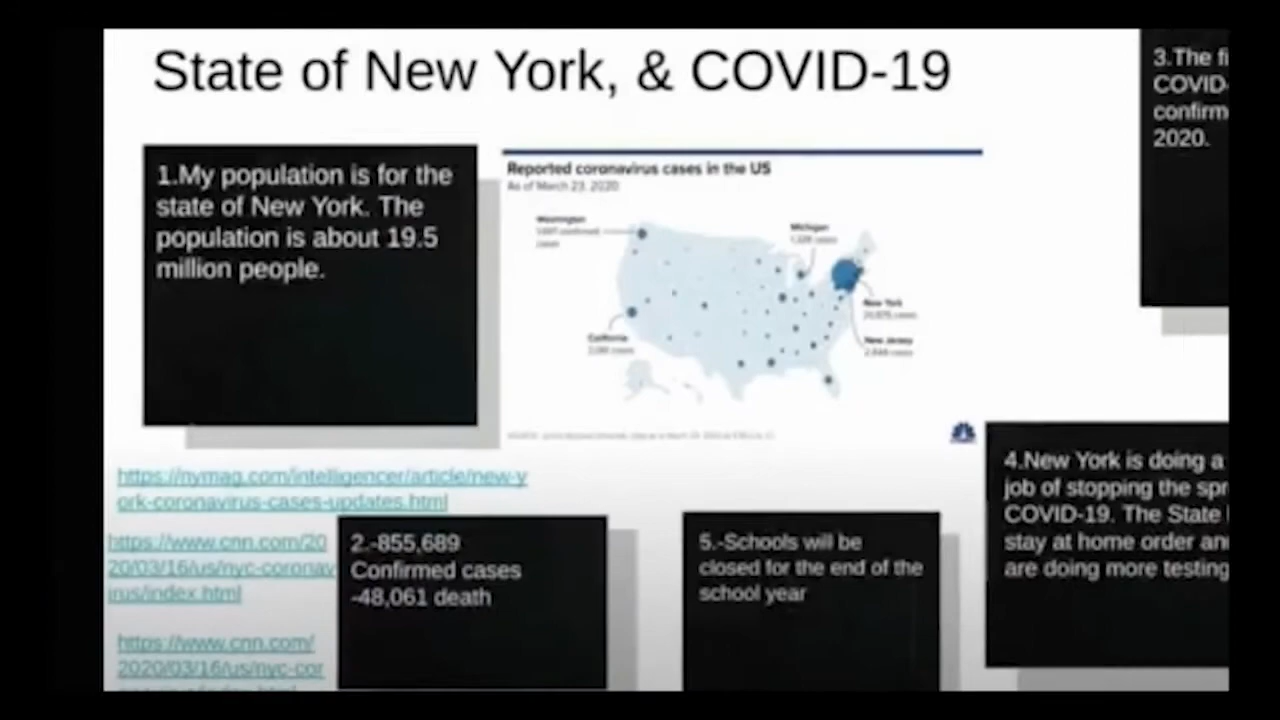 State of New York, & COVID-19
1.My population is for the
state of New York. The
population is about 19.5
million people.
Reported coronavirus cases in the US
As of March 23, 2020
Washington
confirmed
cases
Michigan
cases
New York
cases
New Jersey
cases
California
cases
3.The fi
COVID-
confirm
2020.
https://nymag.com/intelligencer/article/new-y
ork-coronavirus-cases-updates.html
https://www.cnn.com/20
20/03/16/us/nyc-coronav
irus/index.html
https://www.cnn.com/
2020/03/16/us/nyc-cor
2.-855,689
Confirmed cases
-48,061 death
5.-Schools will be
closed for the end of the
school year
4.New York is doing a
job of stopping the spr
COVID-19. The State
stay at home order an
are doing more testing